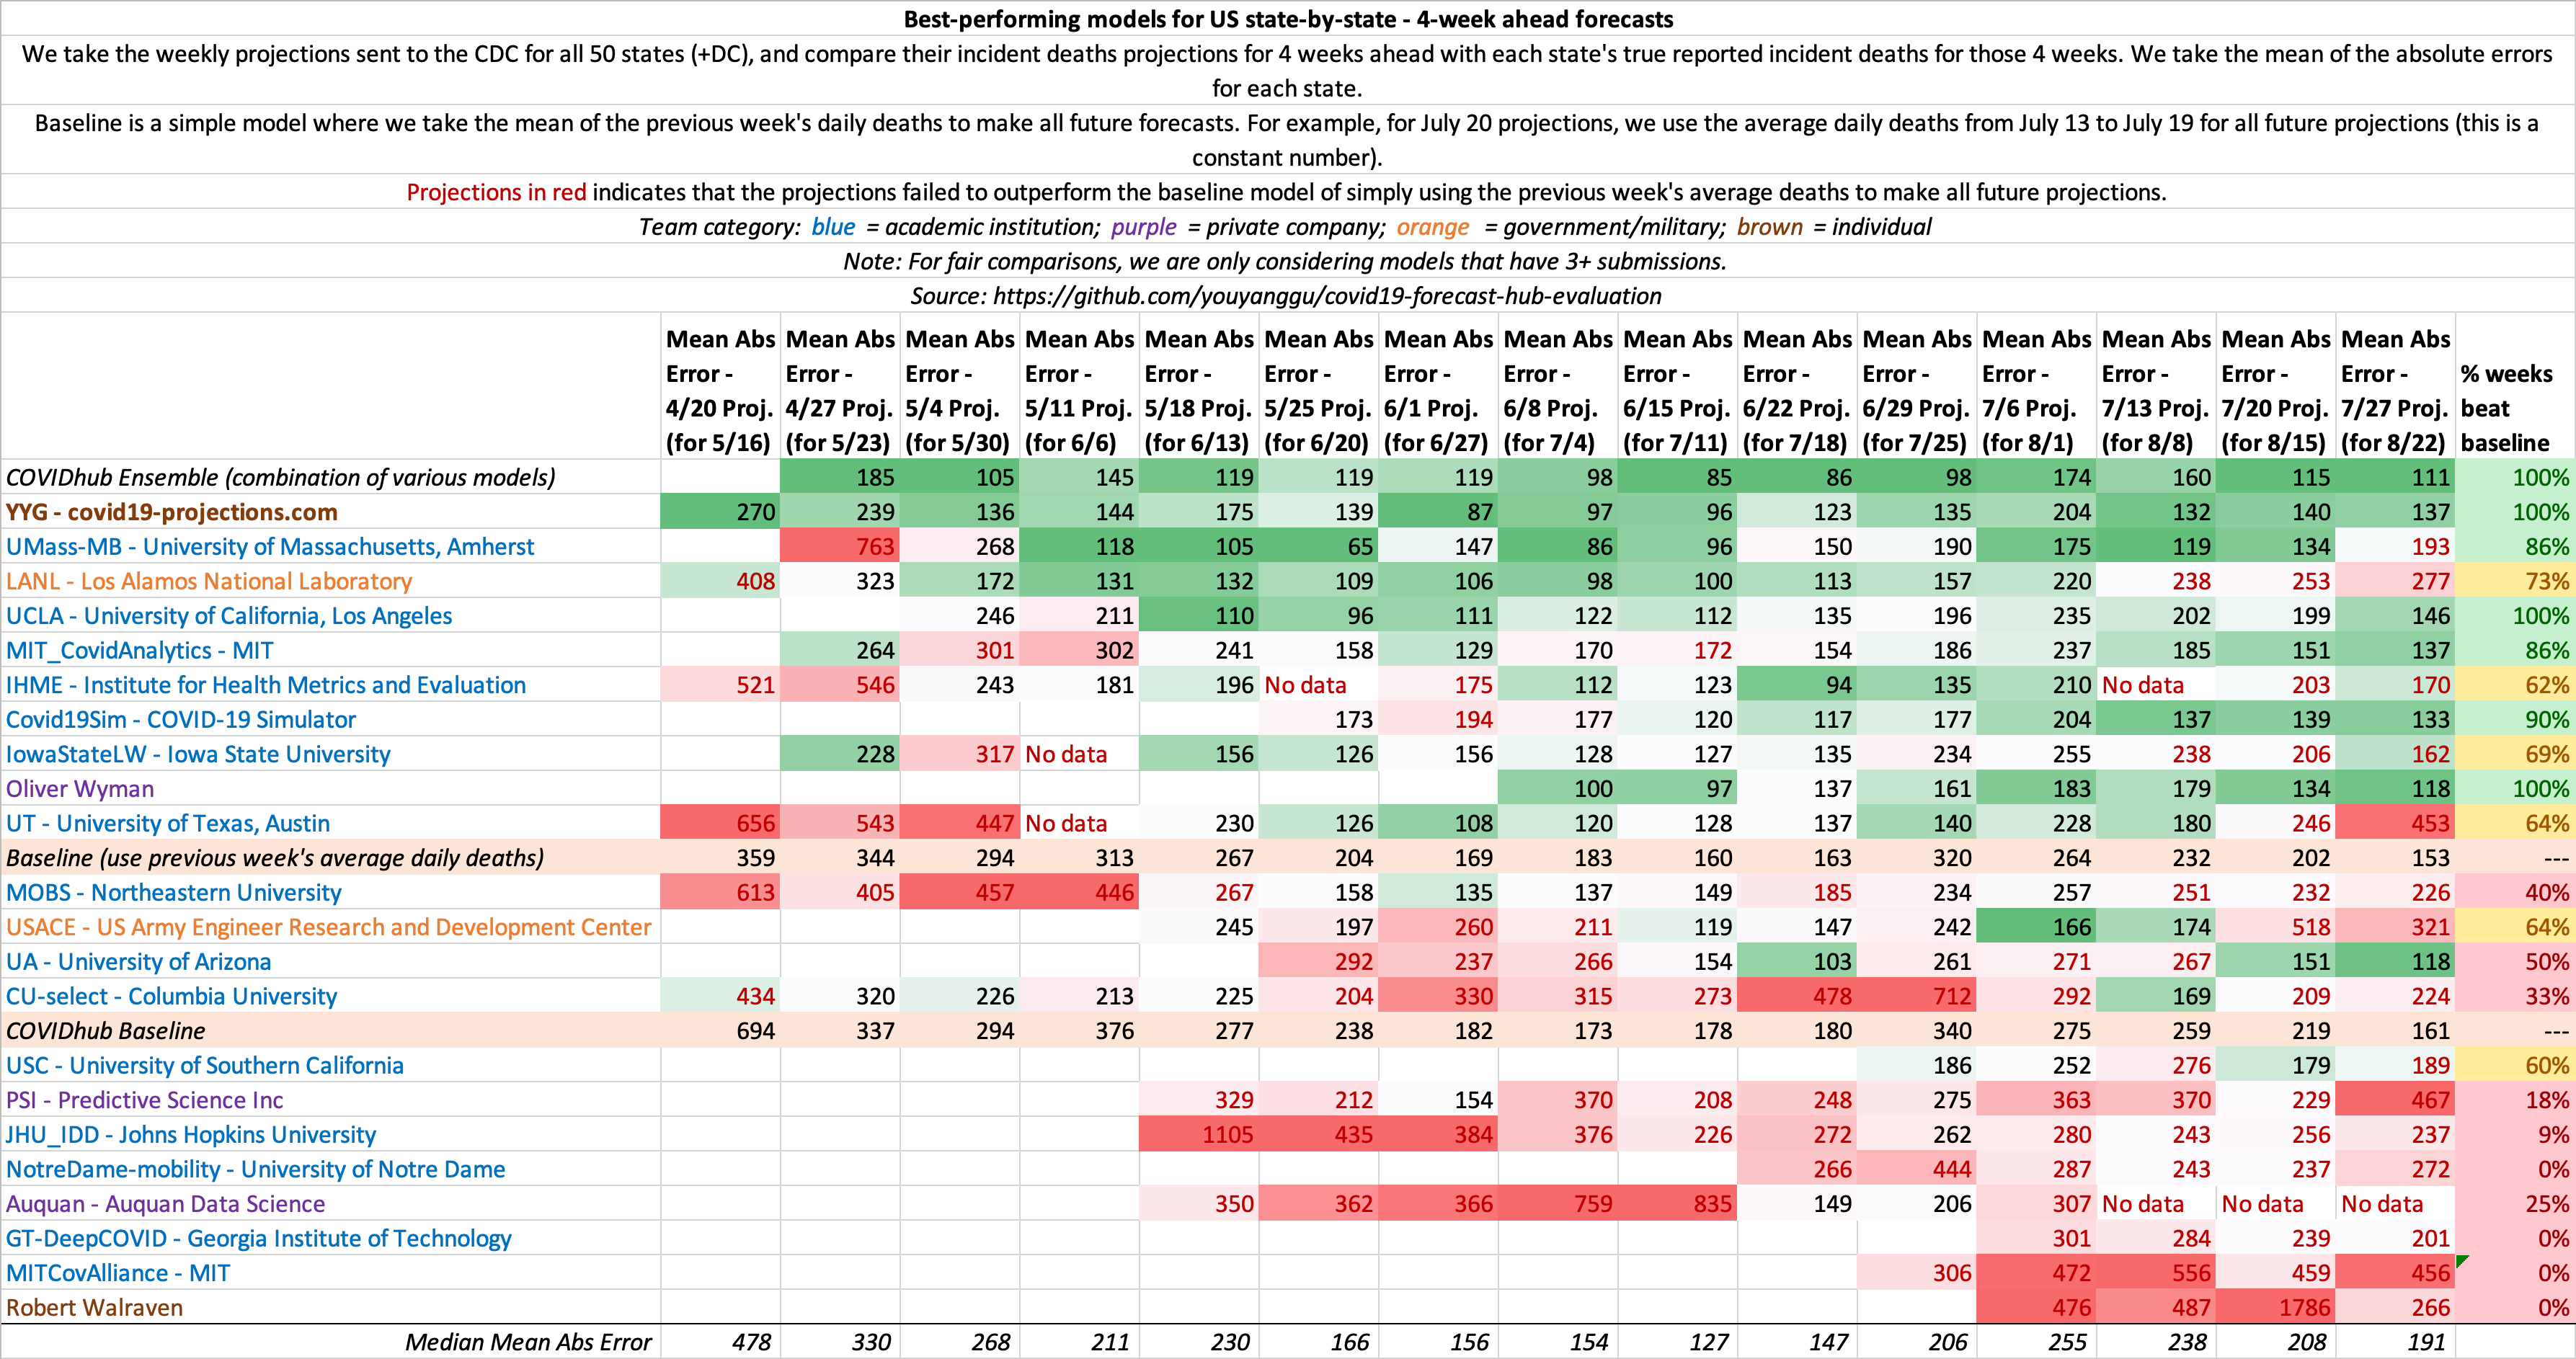 Best-performing models for US state-by-state - 4-week ahead forecasts
We take the weekly projections sent to the CDC for all 50 states (+DC), and compare their incident deaths projections for 4 weeks ahead with each state's true reported incident deaths for those 4 weeks. We take the mean of the absolute errors
for each state.
Baseline is a simple model where we take the mean of the previous week's daily deaths to make all future forecasts. For example, for July 20 projections, we use the average daily deaths from July 13 to July 19 for all future projections (this is a
constant number).
Projections in red indicates that the projections failed to outperform the baseline model of simply using the previous week's average deaths to make all future projections.
Team category: blue = academic institution; purple = private company; orange = government/military; brown = individual
Note: For fair comparisons, we are only considering models that have 3+ submissions.
Source: https://github.com/youyanggu/covid19-forecast-hub-evaluation
Mean Abs Mean Abs Mean Abs Mean Abs Mean Abs Mean Abs Mean Abs Mean Abs Mean Abs Mean Abs Mean Abs Mean Abs Mean Abs Mean Abs Mean Abs
Error - Error - Error - Error - Error - Error - Error - Error - Error - Error - Error - Error - Error - Error - Error - % weeks
4/20 Proj. 4/27 Proj. 5/4 Proj. 5/11 Proj. 5/18 Proj. 5/25 Proj. 6/1 Proj. 6/8 Proj. 6/15 Proj. 6/22 Proj. 6/29 Proj. 7/6 Proj. 7/13 Proj. 7/20 Proj. 7/27 Proj. beat
(for 5/16) (for 5/23) (for 5/30) (for 6/6) (for 6/13) (for 6/20) (for 6/27) (for 7/4) (for 7/11) (for 7/18) (for 7/25) (for 8/1) (for 8/8) (for 8/15) (for 8/22) baseline
COVIDhub Ensemble (combination of various models) 185 105 145 119 119 119 98 85 86 98 174 160 115 111 100%
YYG - covid19-projections.com 270 239 136 144 175 139 87 97 96 123 135 204 132 140 137 100%
UMass-MB - University of Massachusetts, Amherst 763 268 118 105 65 147 86 96 150 190 175 119 134 193 86%
LANL - Los Alamos National Laboratory 408 323 172 131 132 109 106 98 100 113 157 220 238 253 277 73%
UCLA - University of California, Los Angeles 246 211 110 96 111 122 112 135 196 235 202 199 146 100%
MIT_CovidAnalytics - MIT 264 301 302 241 158 129 170 172 154 186 237 185 151 137 86%
IHME - Institute for Health Metrics and Evaluation 521 546 243 181 196 No data 175 112 123 94 135 210 No data 203 170 62%
Covid19Sim - COVID-19 Simulator 173 194 177 120 117 177 204 137 139 133 90%
IowaStateLW - Iowa State University 228 317 No data 156 126 156 128 127 135 234 255 238 206 162 69%
Oliver Wyman 100 97 137 161 183 179 134 118 100%
UT - University of Texas, Austin 656 543 447 No data 230 126 108 120 128 137 140 228 180 246 453 64%
Baseline (use previous week's average daily deaths) 359 344 294 313 267 204 169 183 160 163 320 264 232 202 153 ---
MOBS - Northeastern University 613 405 457 446 267 158 135 137 149 185 234 257 251 232 226 40%
USACE - US Army Engineer Research and Development Center 245 197 260 211 119 147 242 166 174 518 321 64%
UA - University of Arizona 292 237 266 154 103 261 271 267 151 118 50%
CU-select - Columbia University 434 320 226 213 225 204 330 315 273 478 712 292 169 209 224 33%
COVIDhub Baseline 694 337 294 376 277 238 182 173 178 180 340 275 259 219 161 ---
USC - University of Southern California 186 252 276 179 189 60%
PSI - Predictive Science Inc 329 212 154 370 208 248 275 363 370 229 467 18%
JHU_IDD - Johns Hopkins University 1105 435 384 376 226 272 262 280 243 256 237 9%
NotreDame-mobility - University of Notre Dame 266 444 287 243 237 272 0%
Auquan - Auquan Data Science 350 362 366 759 835 149 206 307 No data No data No data 25%
GT-DeepCOVID - Georgia Institute of Technology 301 284 239 201 0%
MITCovAlliance - MIT 306 472 556 459 456 0%
Robert Walraven 476 487 1786 266 0%
Median Mean Abs Error 478 330 268 211 230 166 156 154 127 147 206 255 238 208 191